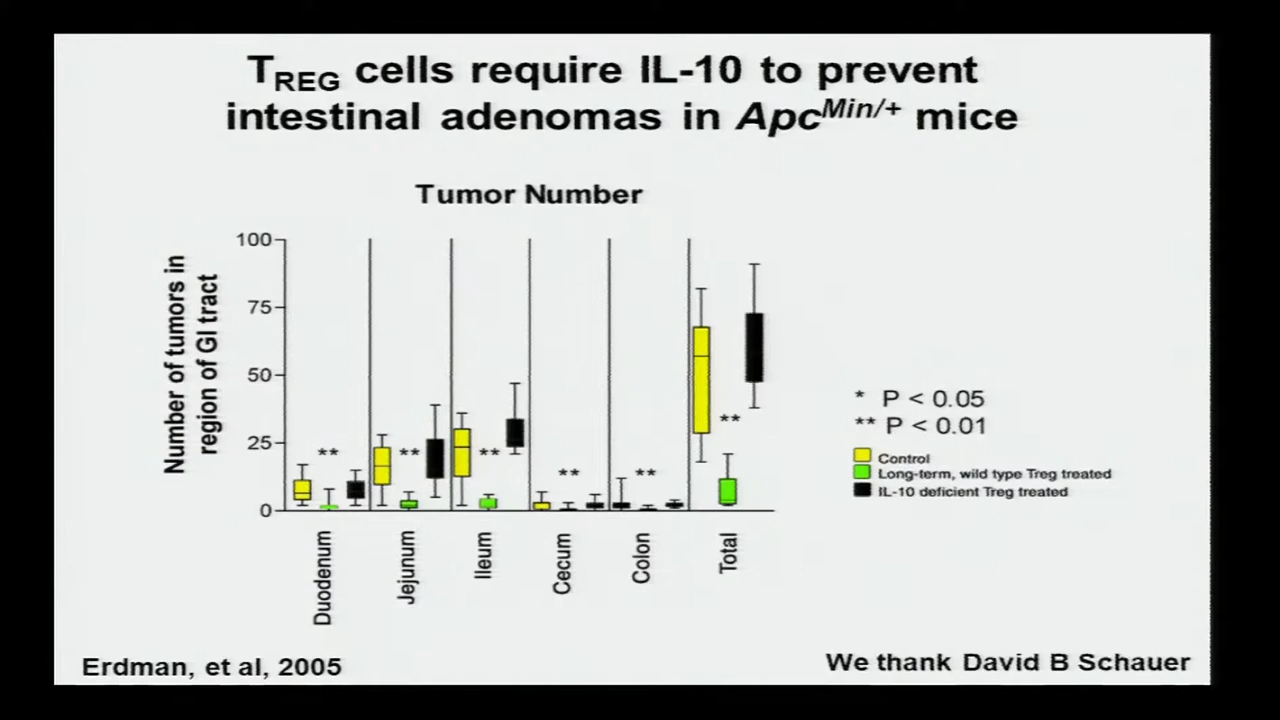 TREG cells require IL-10 to prevent
intestinal adenomas in ApcMin/+ mice
Tumor Number
Number of tumors in
region of GI tract
100
75
50
25
0
**
**
**
**
**
**
Duodenum
Jejunum
Ileum
Cecum
Colon
Total
* P < 0.05
** P < 0.01
Control
Long-term, wild type Treg treated
IL-10 deficient Treg treated
Erdman, et al, 2005
We thank David B Schauer